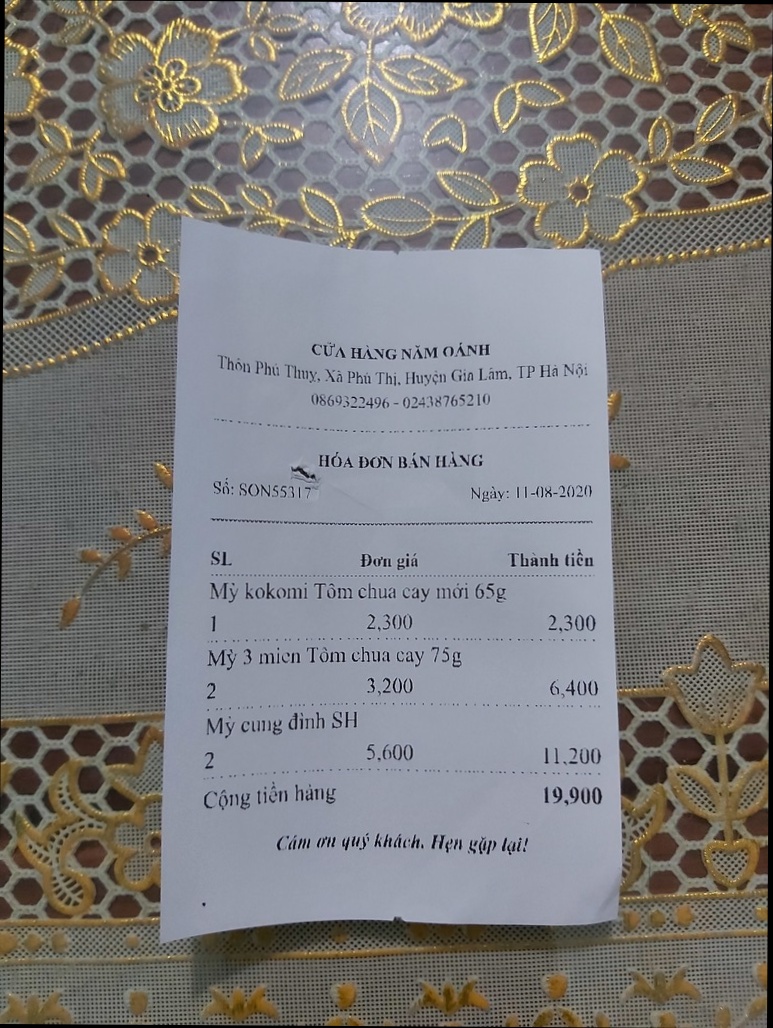 CỬA HÀNG NĂM OÁNH
Thôn Phú Thụy, Xã Phú Thị, Huyện Gia Lâm, TP Hà Nội
0869322496 - 02438765210
HÓA ĐƠN BÁN HÀNG
Số: SON55317 Ngày: 11-08-2020
SL Đơn giá Thành tiền
Mỳ kokomi Tôm chua cay mới 65g
1 2,300 2,300
Mỳ 3 miền Tôm chua cay 75g
2 3,200 6,400
Mỳ cung đình SH
2 5,600 11,200
Cộng tiền hàng 19,900
Cám ơn quý khách. Hẹn gặp lại!